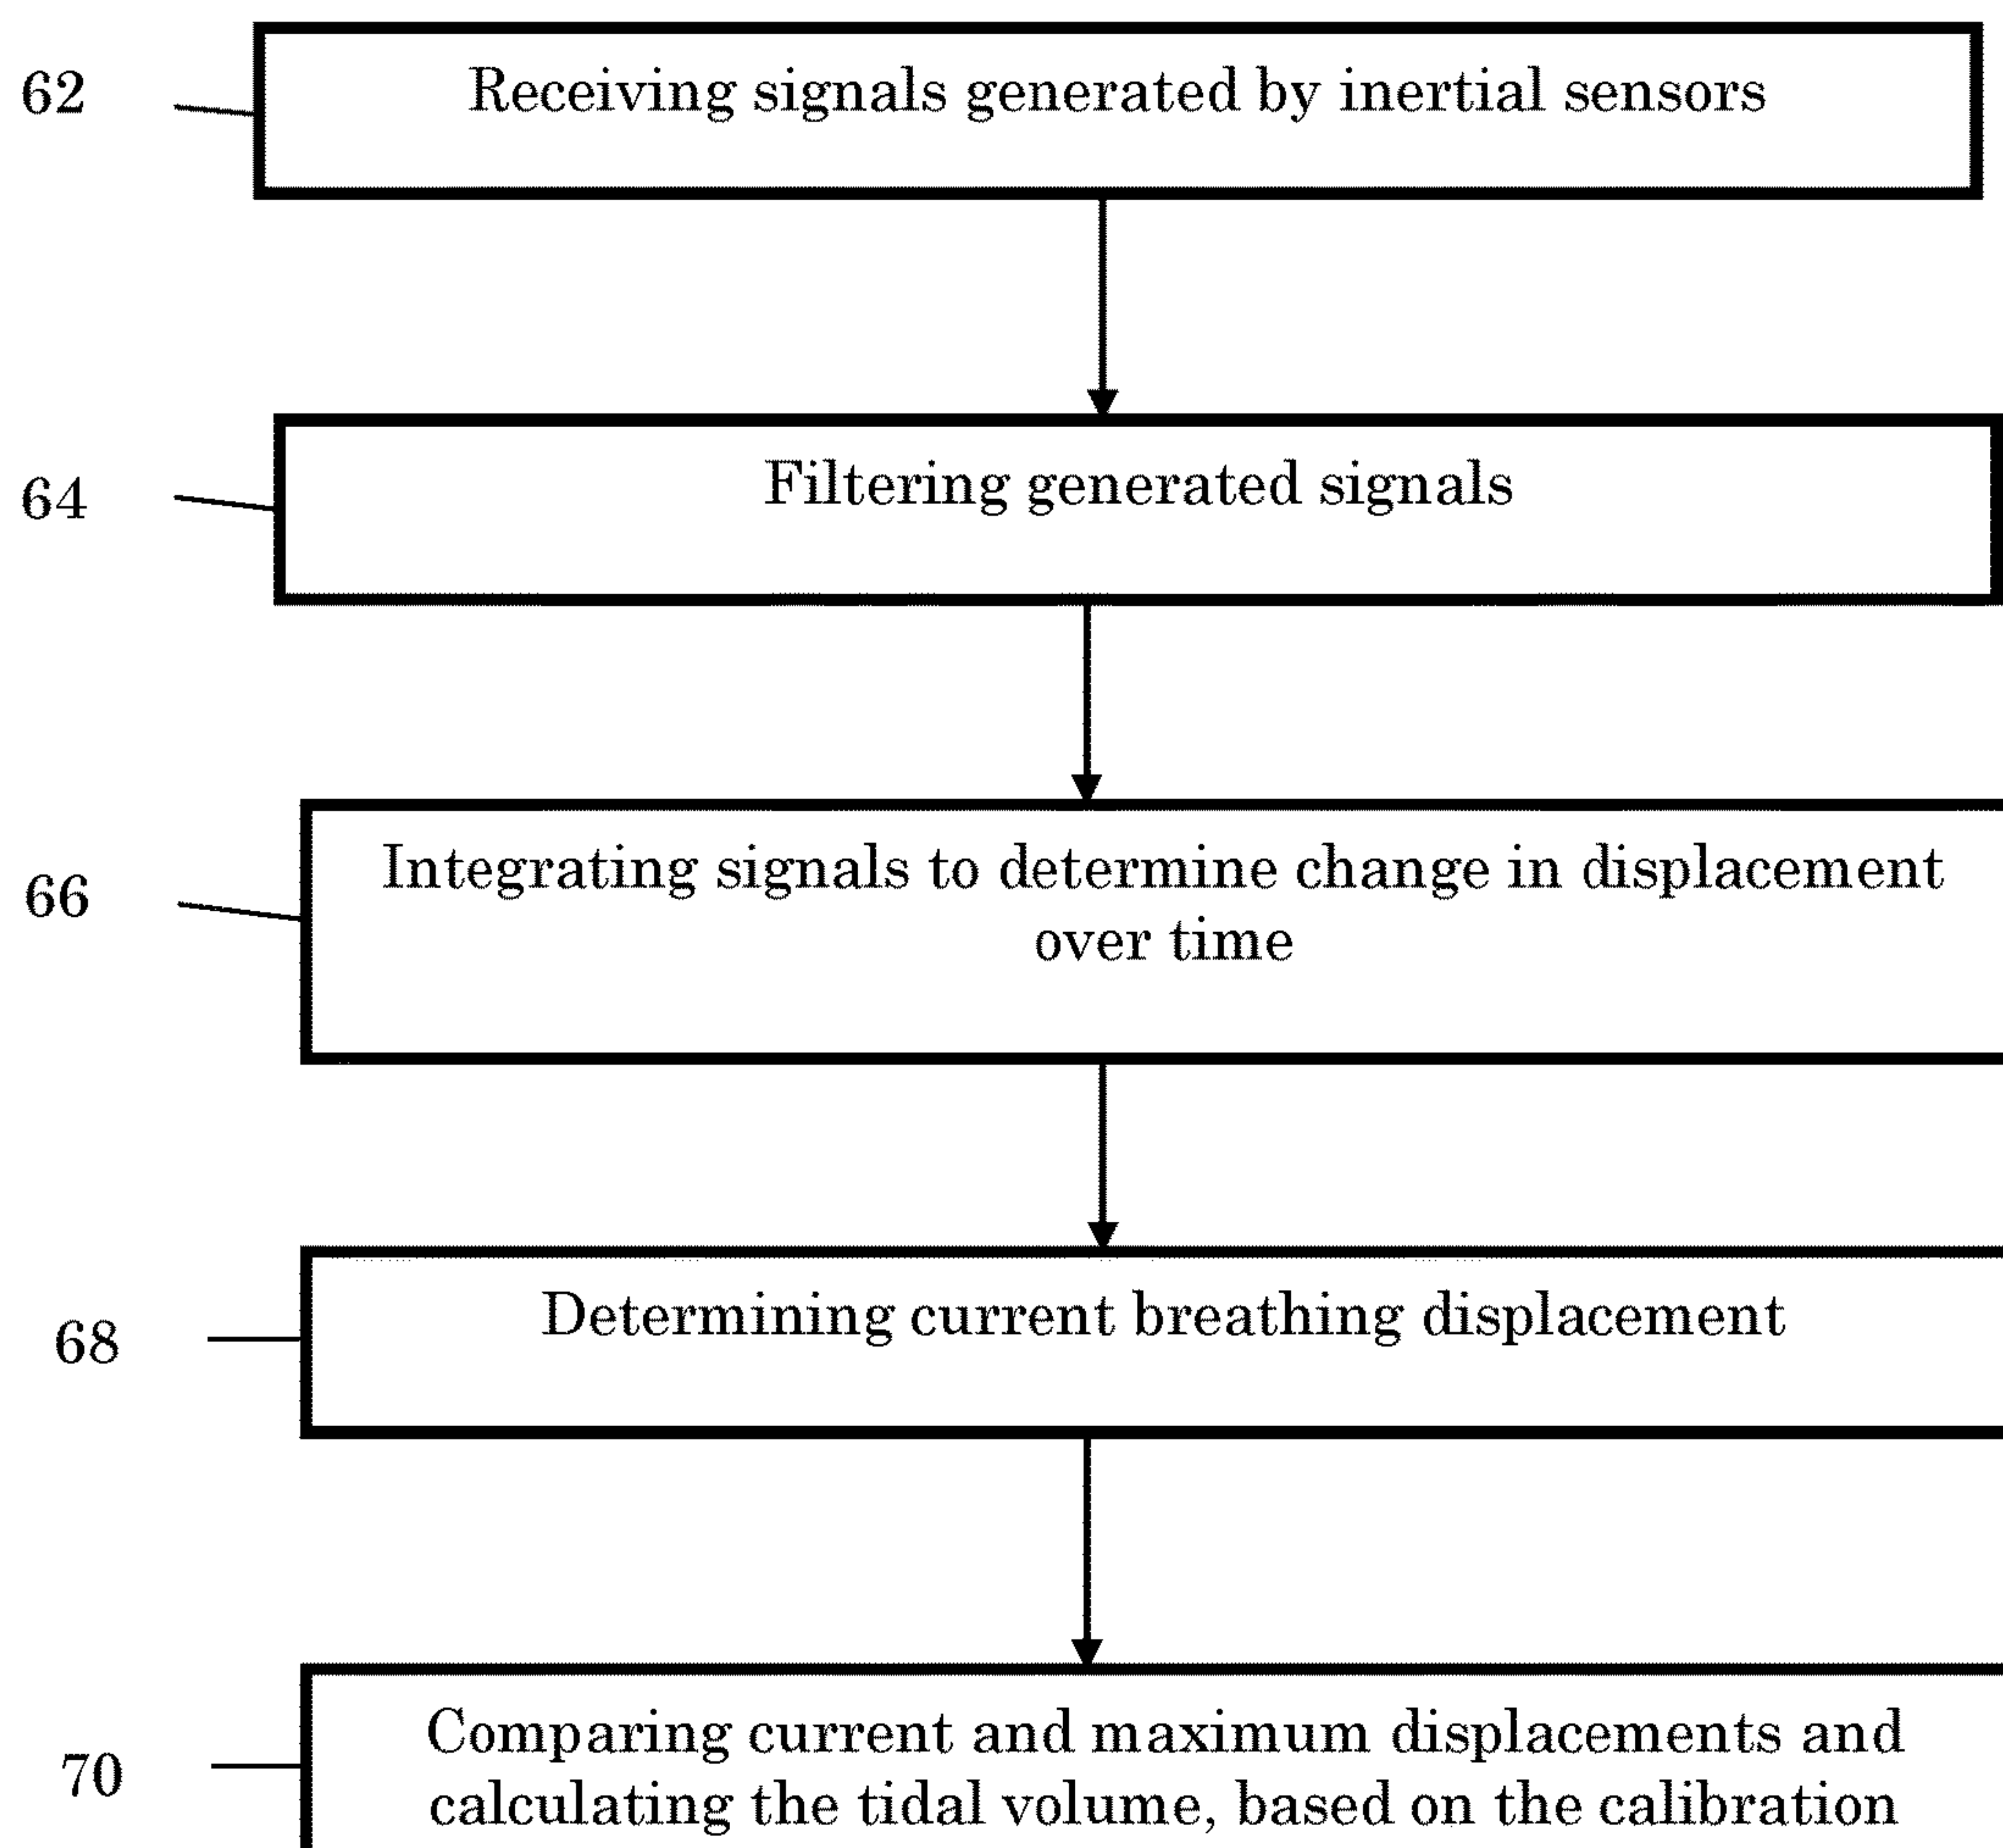 62
Receiving signals generated by inertial sensors
64
Filtering generated signals
66
Integrating signals to determine change in displacement
over time
68
Determining current breathing displacement
70
Comparing current and maximum displacements and
calculating the tidal volume, based on the calibration